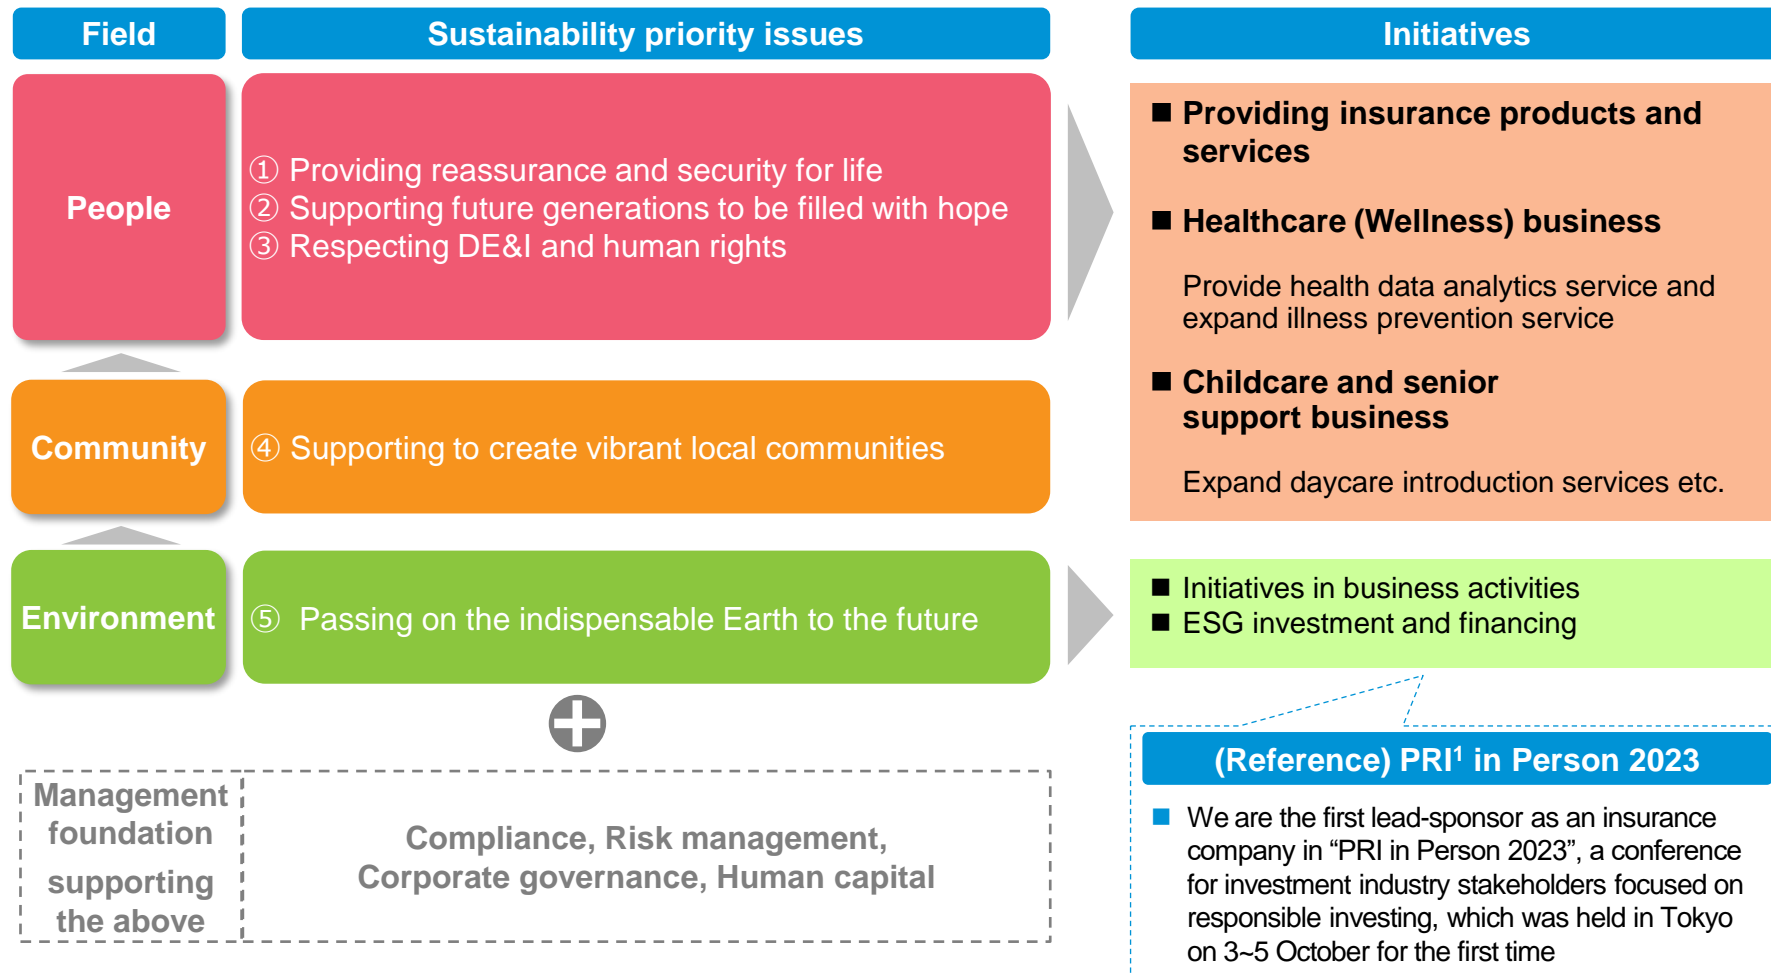 Field
Sustainability priority issues
Initiatives
People
① Providing reassurance and security for life
② Supporting future generations to be filled with hope
③ Respecting DE&I and human rights
■ Providing insurance products and
services
■ Healthcare (Wellness) business
Provide health data analytics service and
expand illness prevention service
■ Childcare and senior
support business
Expand daycare introduction services etc.
Community
④ Supporting to create vibrant local communities
Environment
⑤ Passing on the indispensable Earth to the future
■ Initiatives in business activities
■ ESG investment and financing
Management
foundation
supporting
the above
Compliance, Risk management,
Corporate governance, Human capital
(Reference) PRI¹ in Person 2023
■ We are the first lead-sponsor as an insurance
company in “PRI in Person 2023”, a conference
for investment industry stakeholders focused on
responsible investing, which was held in Tokyo
on 3~5 October for the first time